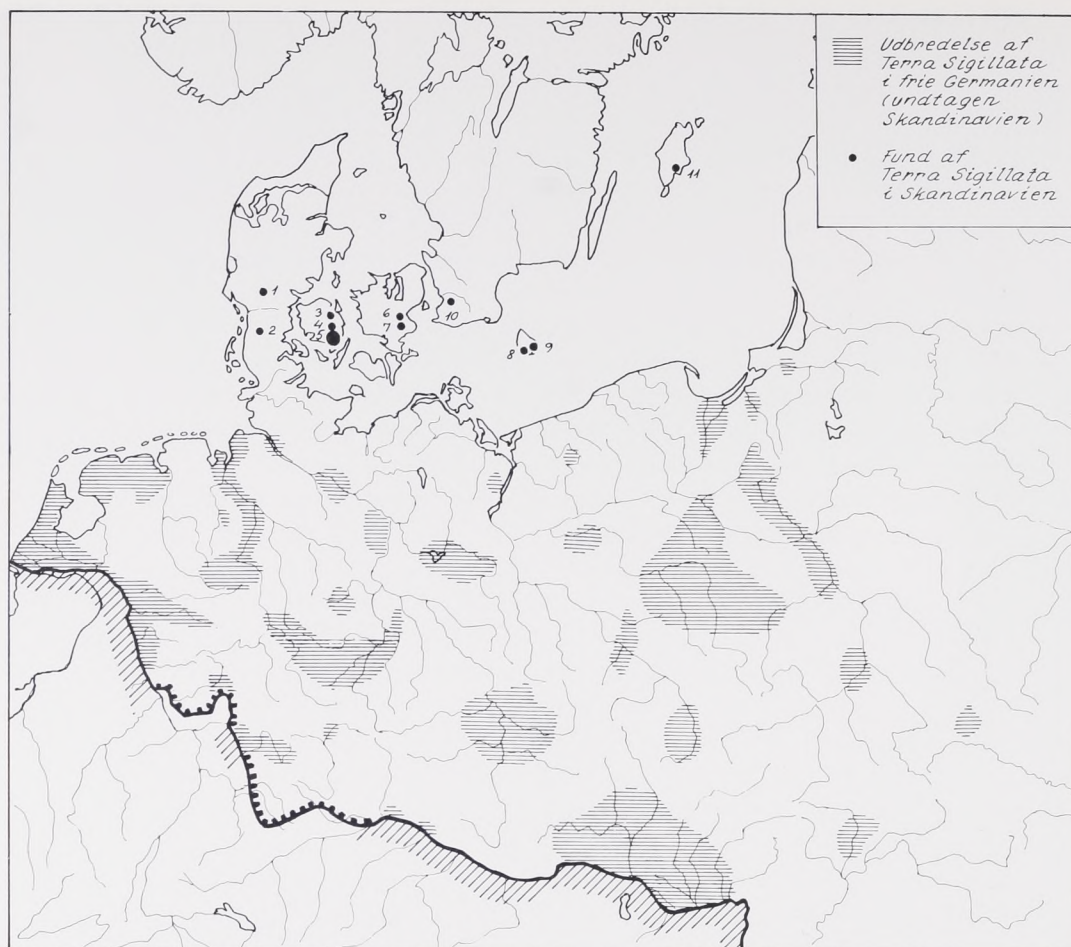 Udbredelse af
Terra Sigillata
i frie Germanien
(undtagen
Skandinavien)
Fund af
Terra Sigillata
i Skandinavien
11
1
3
6
10
2
4
7
25
8
9